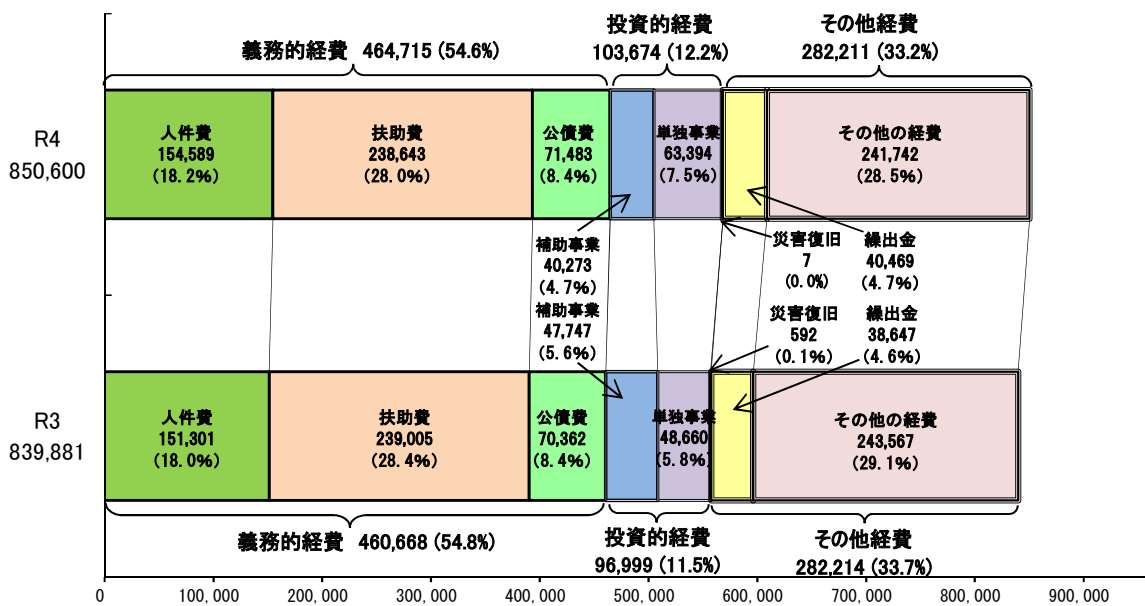 義務的経費 464,715 (54.6%)
投資的経費
103,674 (12.2%)
その他経費
282,211 (33.2%)
R4
850,600
人件費
154,589
(18.2%)
扶助費
238,643
(28.0%)
公債費
71,483
(8.4%)
単独事業
63,394
(7.5%)
その他の経費
241,742
(28.5%)
補助事業
40,273
(4.7%)
災害復旧
7
(0.0%)
繰出金
40,469
(4.7%)
補助事業
47,747
(5.6%)
災害復旧
592
(0.1%)
繰出金
38,647
(4.6%)
R3
839,881
人件費
151,301
(18.0%)
扶助費
239,005
(28.4%)
公債費
70,362
(8.4%)
単独事業
48,660
(5.8%)
その他の経費
243,567
(29.1%)
義務的経費 460,668 (54.8%)
投資的経費
96,999 (11.5%)
その他経費
282,214 (33.7%)
0 100,000 200,000 300,000 400,000 500,000 600,000 700,000 800,000 900,000